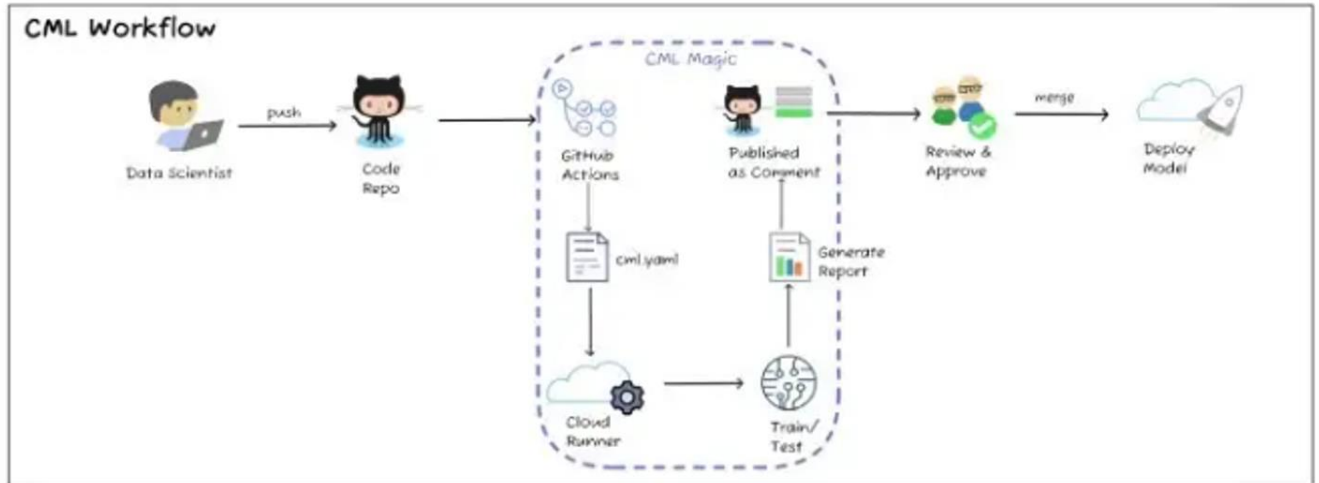 CML Workflow
CML Magic
push
merge
Data Scientist
Code
Repo
GitHub
Actions
Published
as Comment
Review &
Approve
Deploy
Model
cml.yaml
Generate
Report
Cloud
Runner
Train/
Test